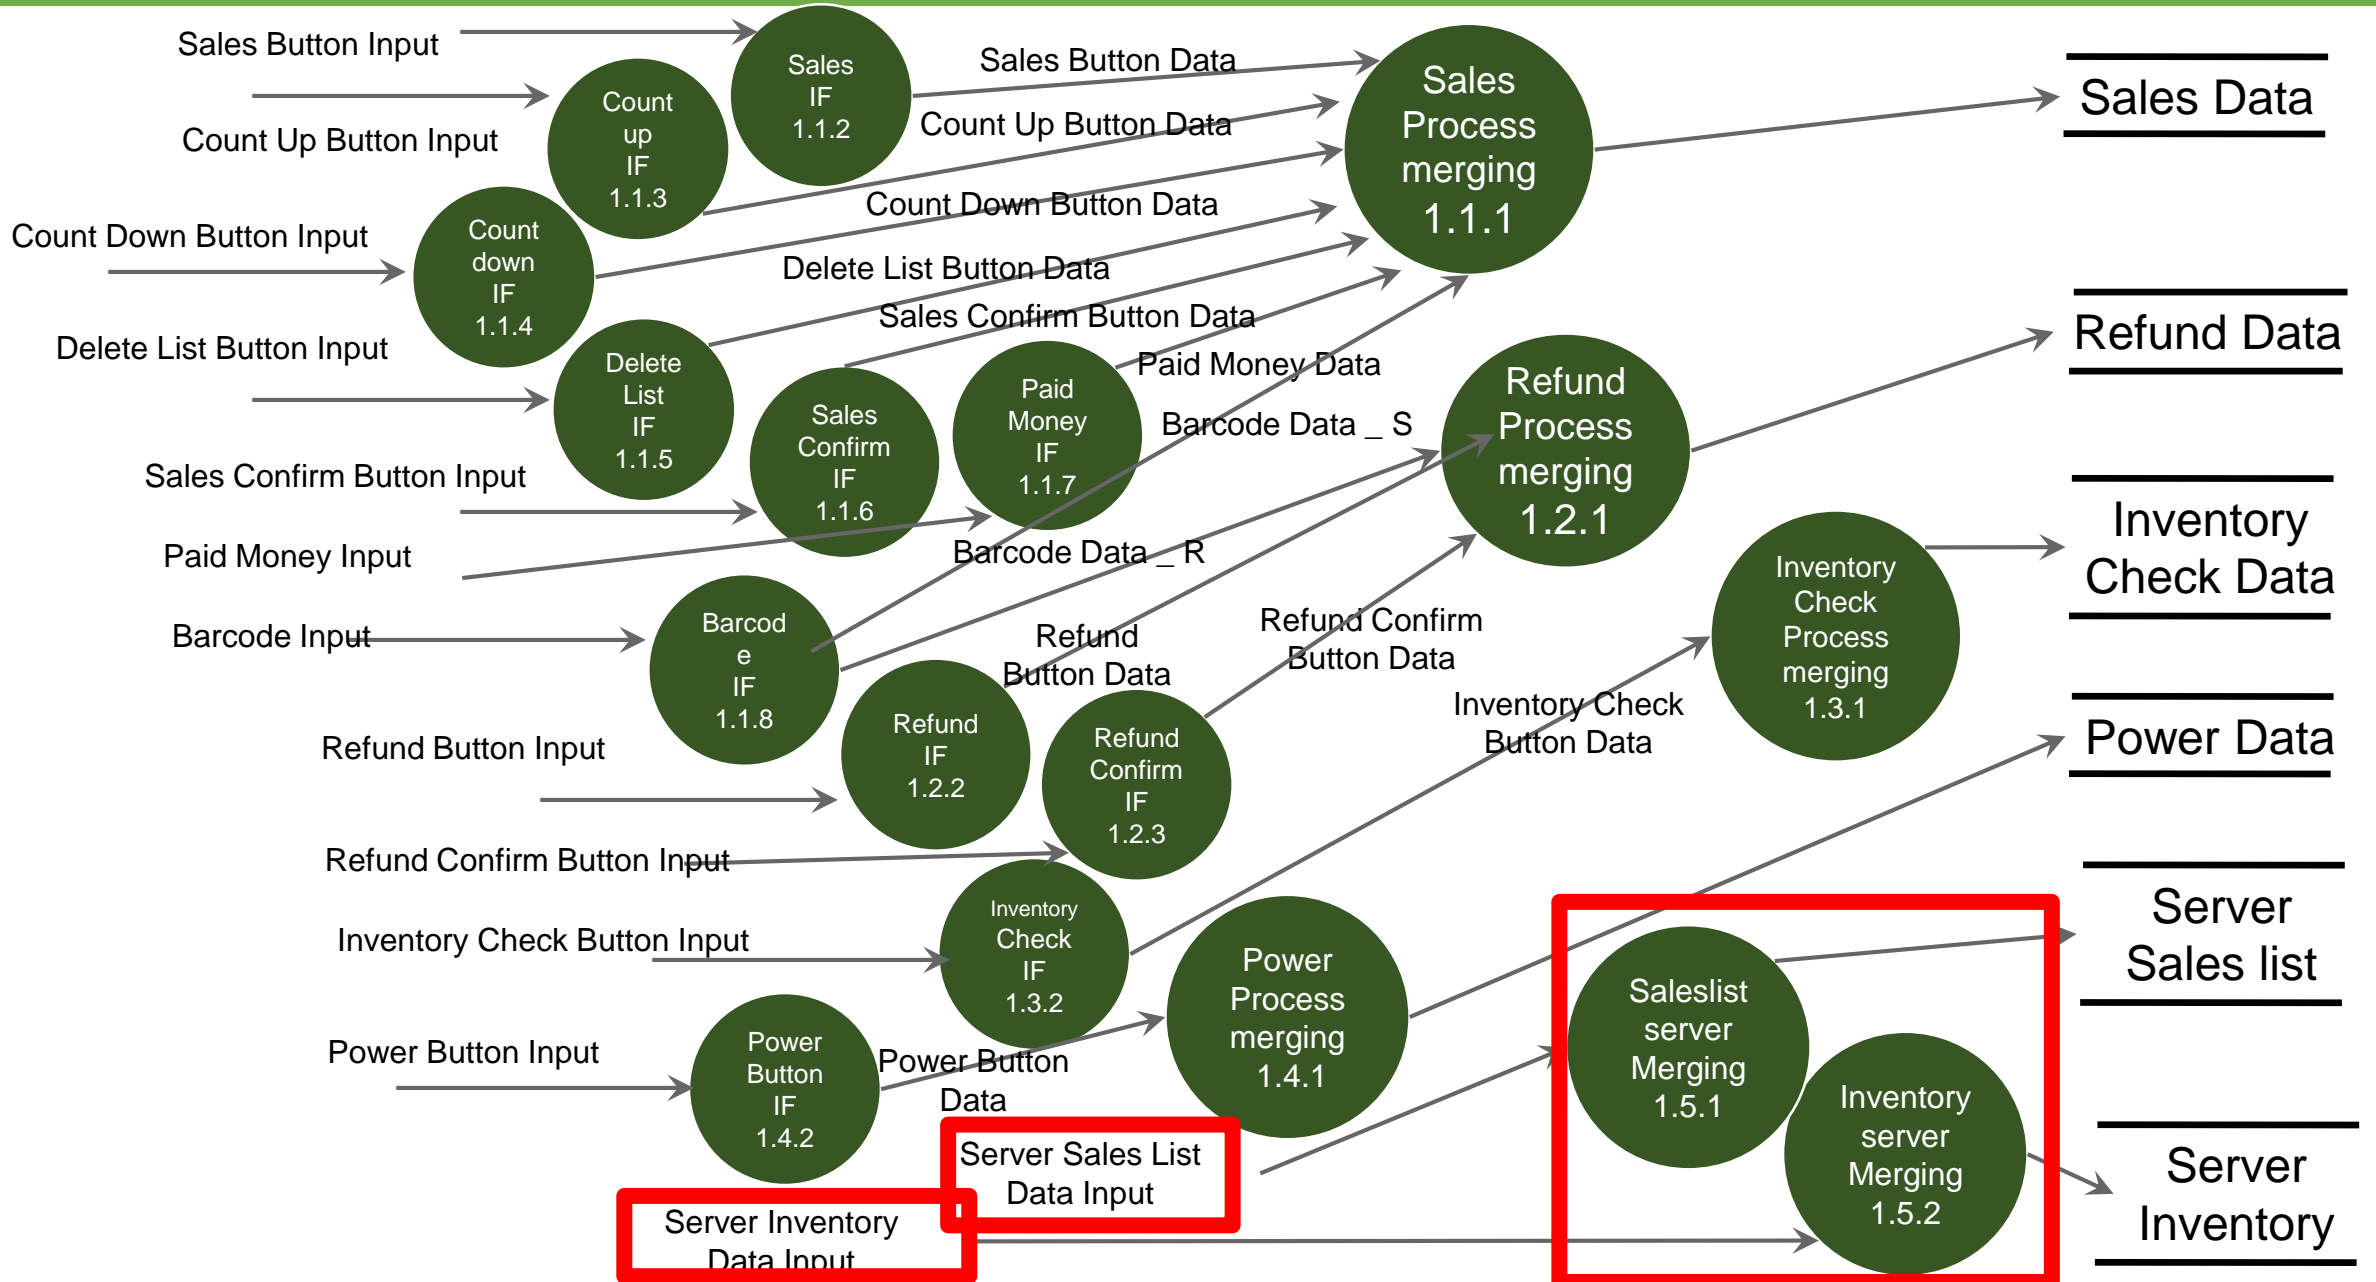 Sales Button Input
Sales
IF
1.1.2
Sales Button Data
Sales
Process
merging
1.1.1
Sales Data
Count Up Button Input
Count
up
IF
1.1.3
Count Up Button Data
Count Down Button Input
Count
down
IF
1.1.4
Count Down Button Data
Delete List Button Input
Delete
List
IF
1.1.5
Delete List Button Data
Sales Confirm Button Input
Sales
Confirm
IF
1.1.6
Sales Confirm Button Data
Paid Money Input
Paid
Money
IF
1.1.7
Paid Money Data
Barcode Input
Barcod
e
IF
1.1.8
Barcode Data _ S
Barcode Data _ R
Refund
Process
merging
1.2.1
Refund Data
Refund Button Input
Refund
IF
1.2.2
Refund
Button Data
Refund Confirm Button Input
Refund
Confirm
IF
1.2.3
Refund Confirm
Button Data
Inventory Check Button Input
Inventory
Check
IF
1.3.2
Inventory Check
Button Data
Inventory
Check
Process
merging
1.3.1
Inventory
Check Data
Power Button Input
Power
Button
IF
1.4.2
Power Button
Data
Power
Process
merging
1.4.1
Power Data
Server Sales List
Data Input
Saleslist
server
Merging
1.5.1
Server
Sales list
Server Inventory
Data Input
Inventory
server
Merging
1.5.2
Server
Inventory